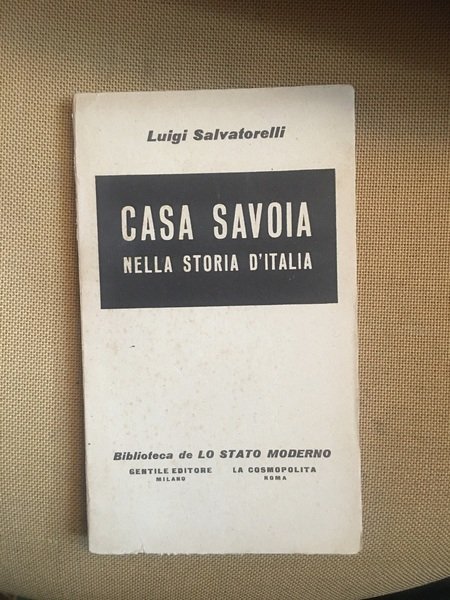 Luigi Salvatorelli
CASA SAVOIA
NELLA STORIA D'ITALIA
Biblioteca de LO STATO MODERNO
GENTILE EDITORE LA COSMOPOLITA
MILANO ROMA